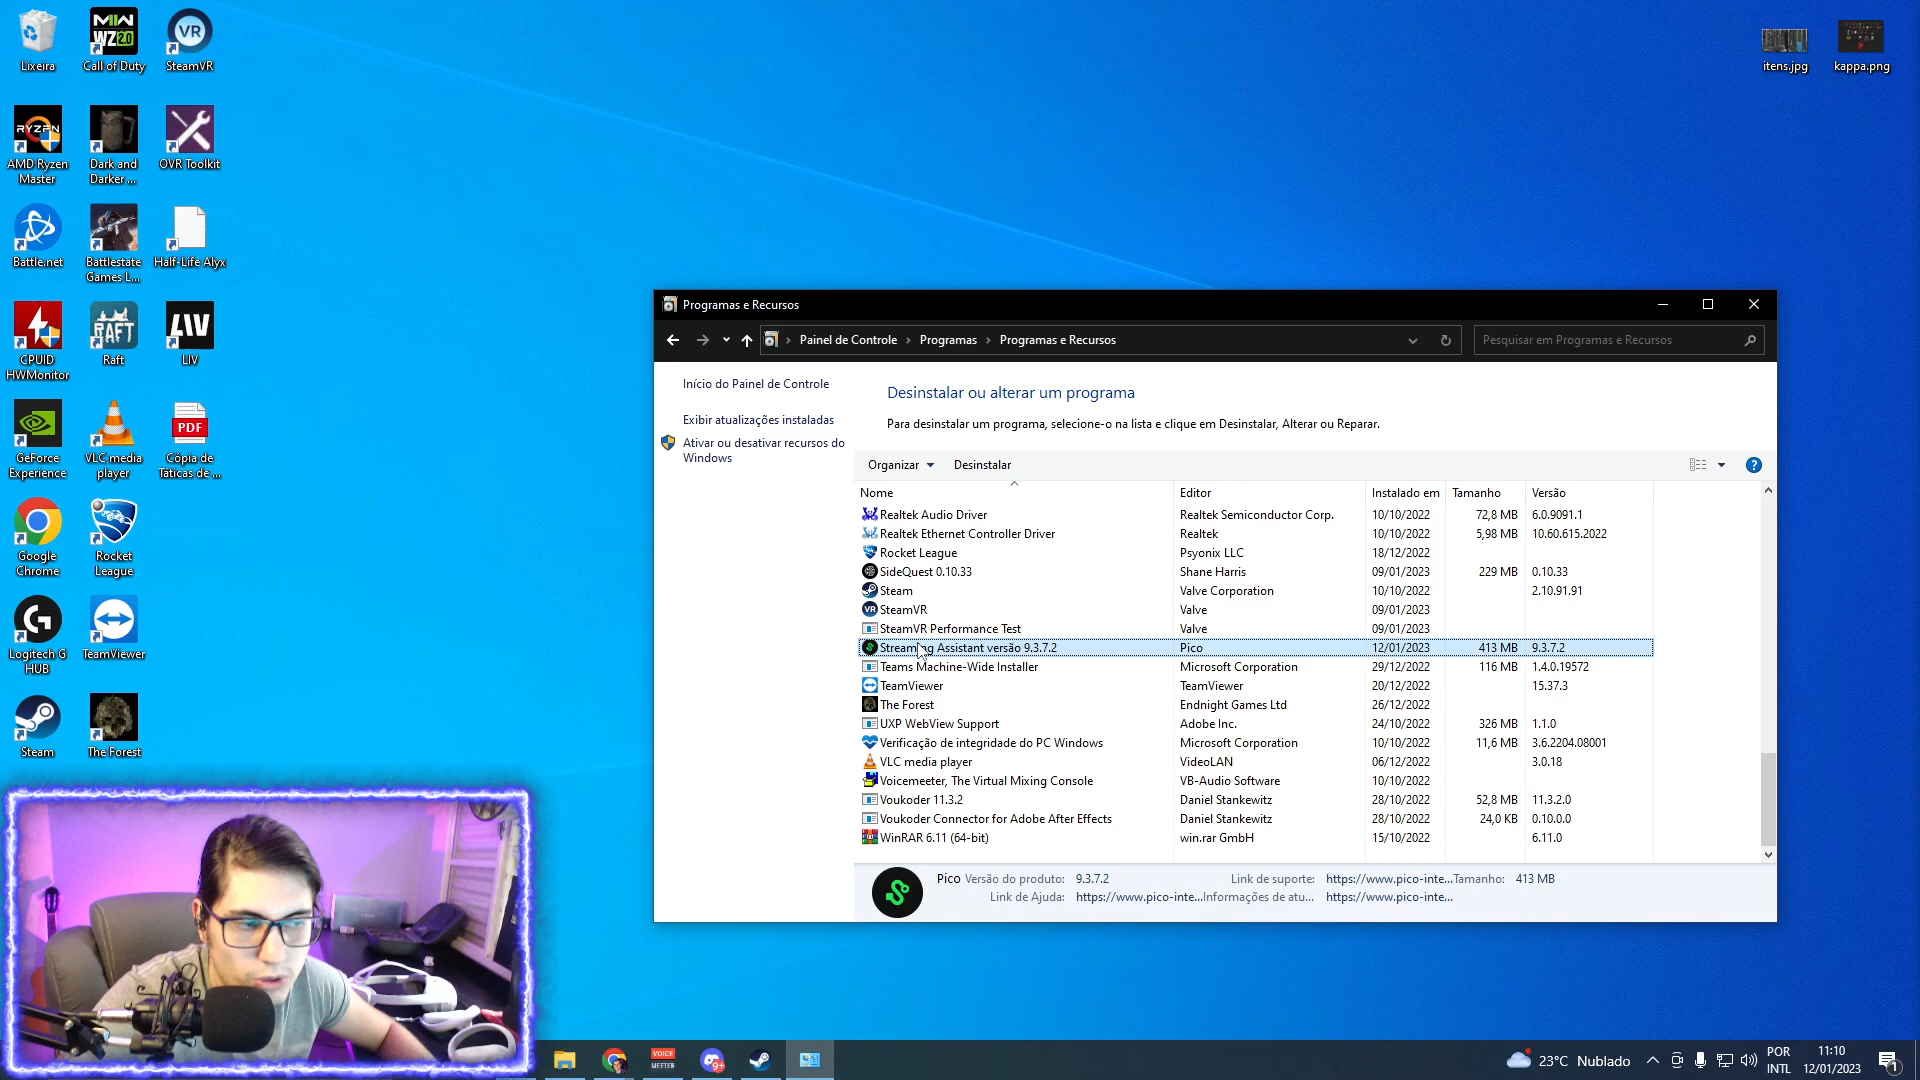 Lixeira
Call of Duty
SteamVR
AMD Ryzen Master
Dark and Darker ...
OVR Toolkit
Battle.net
Battlestate Games L...
Half-Life Alyx
CPUID HWMonitor
Raft
LIV
GeForce Experience
VLC media player
Cópia de Táticas de ...
Google Chrome
Rocket League
Logitech G HUB
TeamViewer
Steam
The Forest
itens.jpg
kappa.png
MW
WZ2.0
VR
RYZEN
RAFT
LIV
PDF
Programas e Recursos
Painel de Controle
Programas
Programas e Recursos
Pesquisar em Programas e Recursos
Início do Painel de Controle
Exibir atualizações instaladas
Ativar ou desativar recursos do
Windows
Desinstalar ou alterar um programa
Para desinstalar um programa, selecione-o na lista e clique em Desinstalar, Alterar ou Reparar.
Organizar Desinstalar
Nome Editor Instalado em Tamanho Versão
Realtek Audio Driver Realtek Semiconductor Corp. 10/10/2022 72,8 MB 6.0.9091.1
Realtek Ethernet Controller Driver Realtek 10/10/2022 5,98 MB 10.60.615.2022
Rocket League Psyonix LLC 18/12/2022
SideQuest 0.10.33 Shane Harris 09/01/2023 229 MB 0.10.33
Steam Valve Corporation 10/10/2022 2.10.91.91
SteamVR Valve 09/01/2023
SteamVR Performance Test Valve 09/01/2023
Streaming Assistant versão 9.3.7.2 Pico 12/01/2023 413 MB 9.3.7.2
Teams Machine-Wide Installer Microsoft Corporation 29/12/2022 116 MB 1.4.0.19572
TeamViewer TeamViewer 20/12/2022 15.37.3
The Forest Endnight Games Ltd 26/12/2022
UXP WebView Support Adobe Inc. 24/10/2022 326 MB 1.1.0
Verificação de integridade do PC Windows Microsoft Corporation 10/10/2022 11,6 MB 3.6.2204.08001
VLC media player VideoLAN 06/12/2022 3.0.18
Voicemeeter, The Virtual Mixing Console VB-Audio Software 10/10/2022
Voukoder 11.3.2 Daniel Stankewitz 28/10/2022 52,8 MB 11.3.2.0
Voukoder Connector for Adobe After Effects Daniel Stankewitz 28/10/2022 24,0 KB 0.10.0.0
WinRAR 6.11 (64-bit) win.rar GmbH 15/10/2022 6.11.0
Pico Versão do produto: 9.3.7.2 Link de suporte: https://www.pico-inte... Tamanho: 413 MB
Link de Ajuda: https://www.pico-inte... Informações de atu... https://www.pico-inte...
VOICE
MEETER
9+
23°C Nublado
POR
INTL
11:10
12/01/2023
1